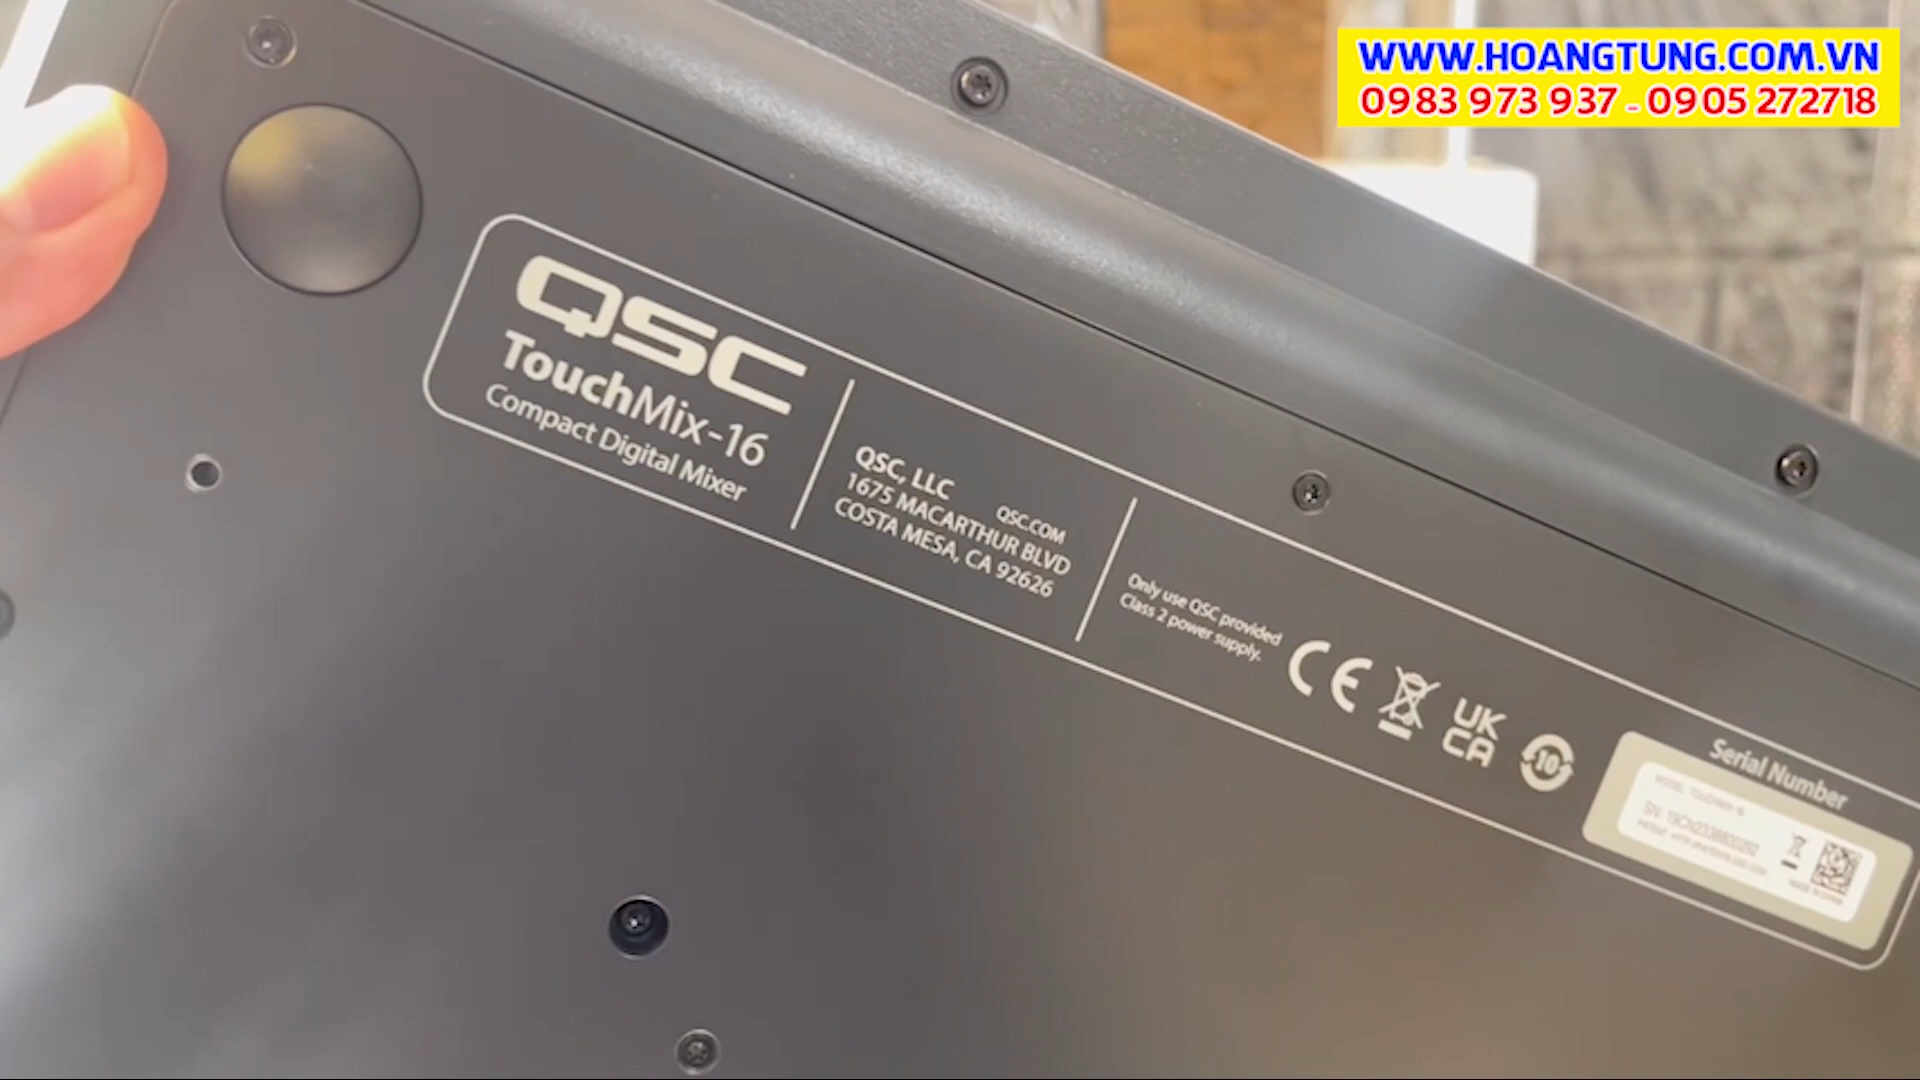 WWW.HOANGTUNG.COM.VN
0983 973 937 - 0905 272718
QSC
TouchMix-16
Compact Digital Mixer
QSC, LLC QSC.COM
1675 MACARTHUR BLVD
COSTA MESA, CA 92626
Only use QSC provided
Class 2 power supply.
CE
UK
CA
10
Serial Number